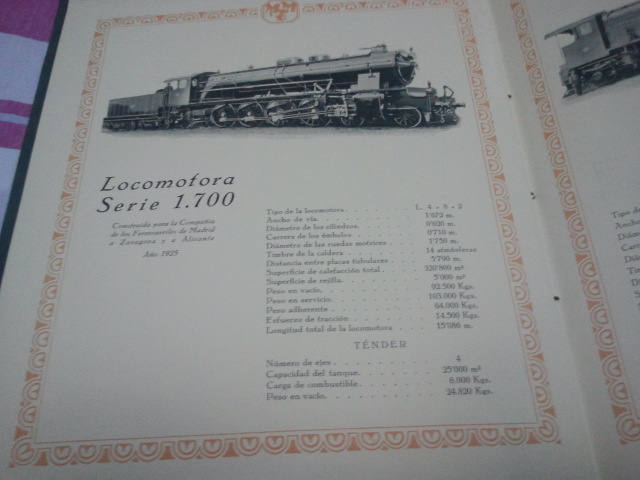 Locomotora
Serie 1.700
Construída para la Compañía
de los Ferrocarriles de Madrid
a Zaragoza y a Alicante
Año 1925
Tipo de la locomotora . . . . . . L. 4 - 8 - 2
Ancho de vía. . . . . . . . 1'672 m.
Diámetro de los cilindros. . . . . . 0'620 m.
Carrera de los émbolos . . . . . . 0'710 m.
Diámetro de las ruedas motrices . . . . 1'750 m.
Timbre de la caldera . . . . . . 14 atmósferas
Distancia entre placas tubulares . . . . 5'790 m.
Superficie de calefacción total. . . . . 320'800 m²
Superficie de rejilla. . . . . . . 5'000 m²
Peso en vacío. . . . . . . . 92.500 Kgs.
Peso en servicio. . . . . . . . 103.000 Kgs.
Peso adherente . . . . . . . . 64.000 Kgs.
Esfuerzo de tracción . . . . . . 14.500 Kgs.
Longitud total de la locomotora . . . . 15'086 m.
TÉNDER
Número de ejes . . . . . . . . 4
Capacidad del tanque. . . . . . . 25'000 m³
Carga de combustible. . . . . . . 6.000 Kgs.
Peso en vacío. . . . . . . . 24.820 Kgs.